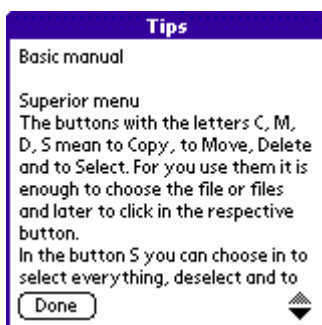 Tips
Basic manual
Superior menu
The buttons with the letters C, M,
D, S mean to Copy, to Move, Delete
and to Select. For you use them it is
enough to choose the file or files
and later to click in the respective
button.
In the button S you can choose in to
select everything, deselect and to
Done